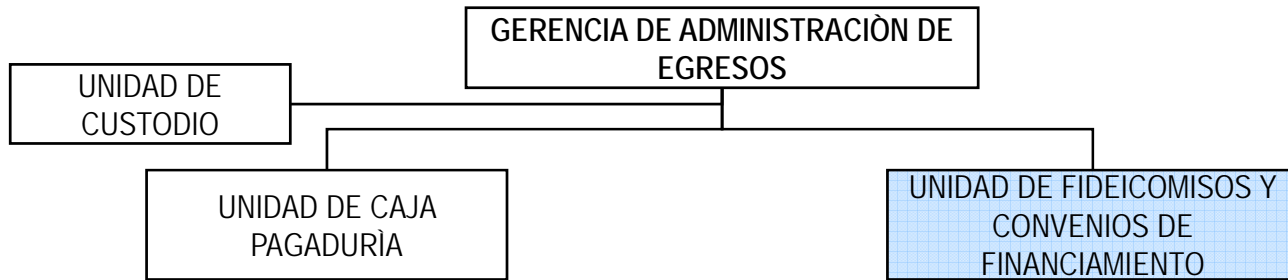 GERENCIA DE ADMINISTRACIÒN DE
EGRESOS
UNIDAD DE
CUSTODIO
UNIDAD DE CAJA
PAGADURÌA
UNIDAD DE FIDEICOMISOS Y
CONVENIOS DE
FINANCIAMIENTO